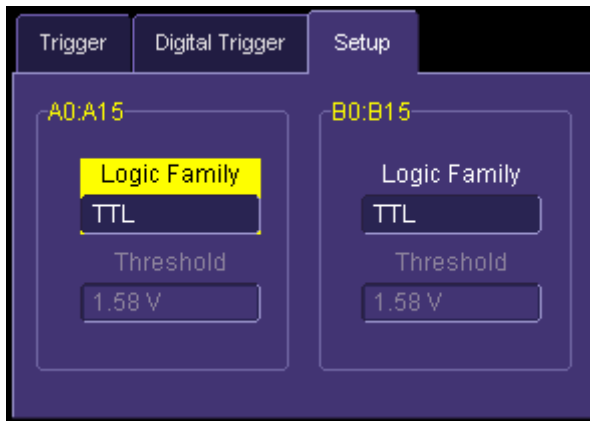 Trigger
Digital Trigger
Setup
A0:A15
Logic Family
TTL
Threshold
1.58 V
B0:B15
Logic Family
TTL
Threshold
1.58 V